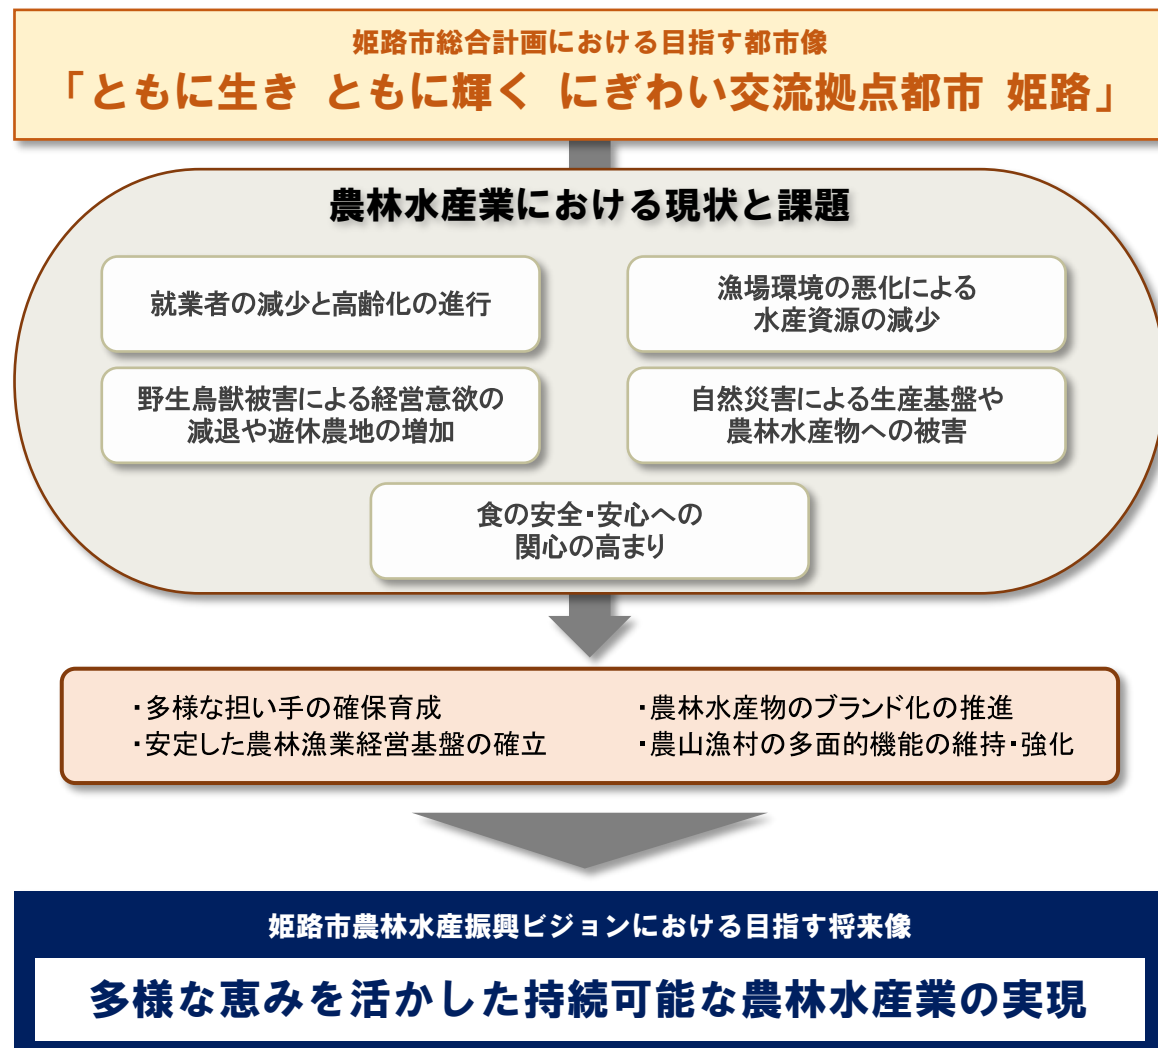 姫路市総合計画における目指す都市像
「ともに生き ともに輝く にぎわい交流拠点都市 姫路」
農林水産業における現状と課題
就業者の減少と高齢化の進行
漁場環境の悪化による
水産資源の減少
野生鳥獣被害による経営意欲の
減退や遊休農地の増加
自然災害による生産基盤や
農林水産物への被害
食の安全・安心への
関心の高まり
・多様な担い手の確保育成
・安定した農林漁業経営基盤の確立
・農林水産物のブランド化の推進
・農山漁村の多面的機能の維持・強化
姫路市農林水産振興ビジョンにおける目指す将来像
多様な恵みを活かした持続可能な農林水産業の実現